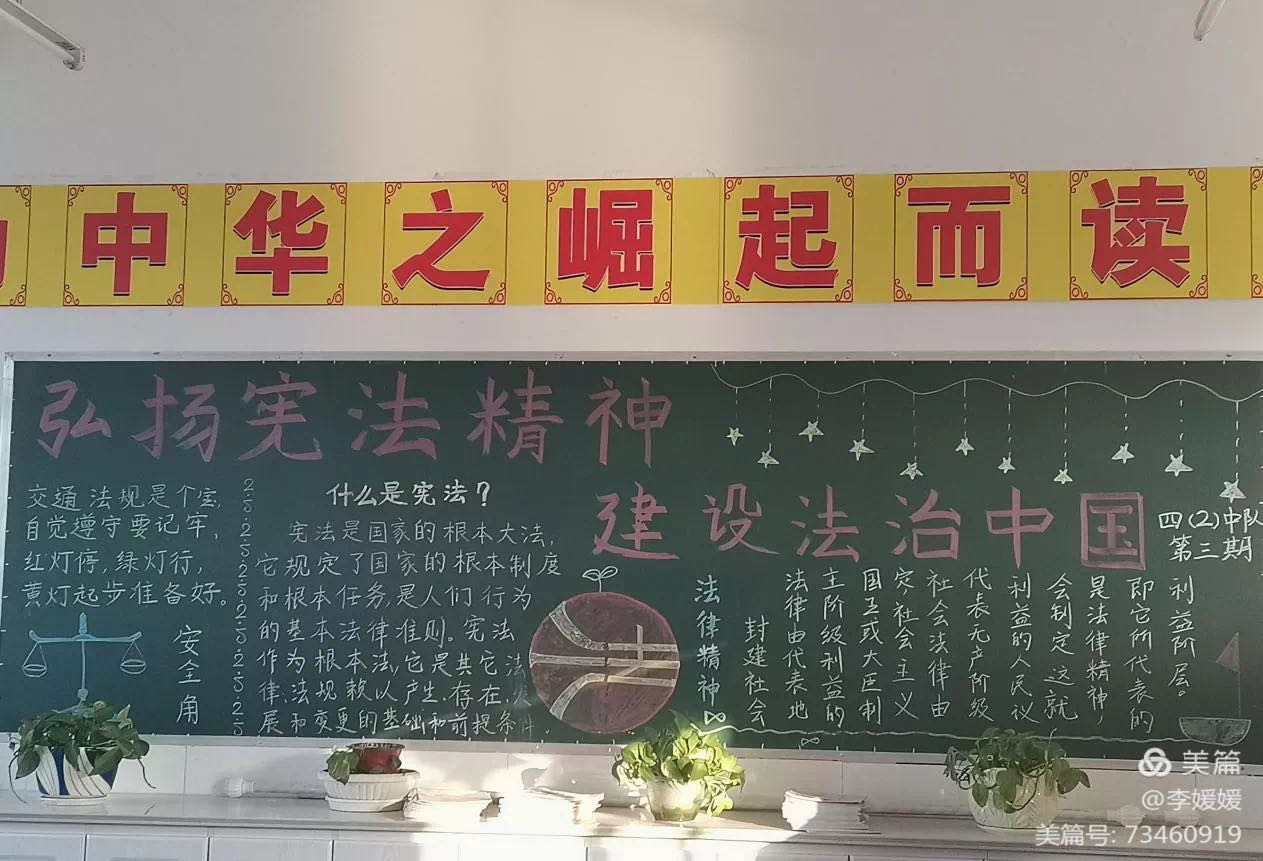 中华之崛起而读
弘扬宪法精神
建设法治中国
四(2)中队
第三期
交通法规是个宝,
自觉遵守要记牢,
红灯停,绿灯行,
黄灯起步准备好。
安全角
什么是宪法?
宪法是国家的根本大法,
它规定了国家的根本制度
和根本任务,是人们行为
的基本法律准则。宪法
作为根本法,它是其它法
律、法规赖以产生、存在、
展和变更的基础和前提条件.
法律精神
封建社会
法律由代表地
主阶级利益的
国王或大臣制
定,社会主义
社会法律由
代表无产阶级
利益的人民议
会制定,这就
是法律精神,
即它所代表的
利益阶层。
美篇
@李媛媛
美篇号: 73460919